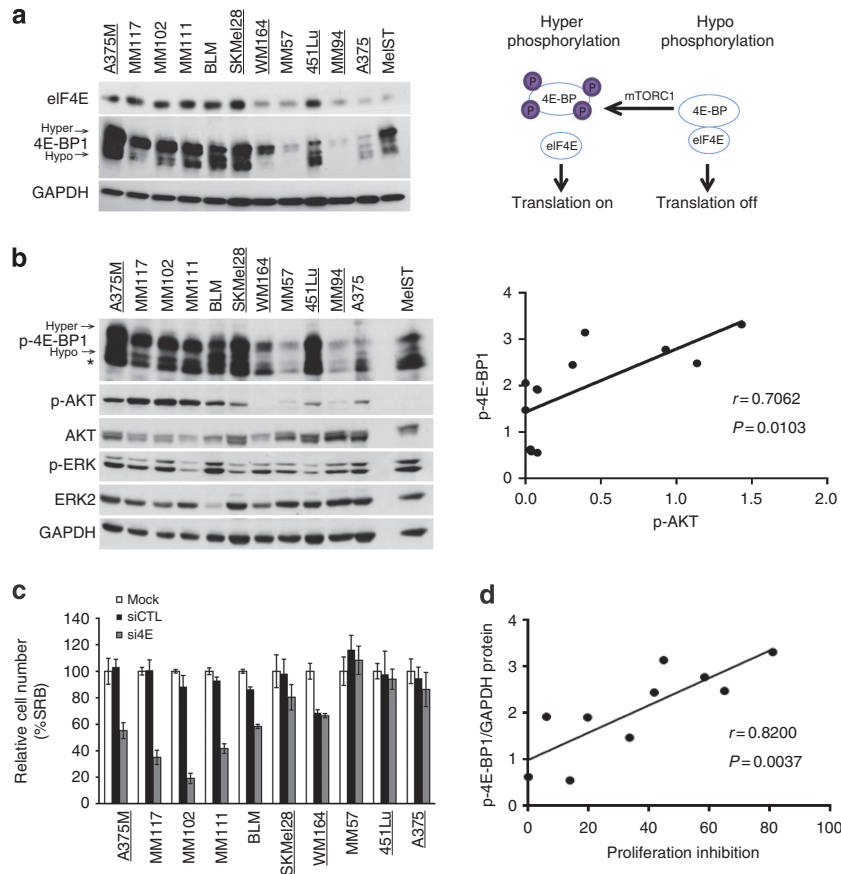 a
A375M
MM117
MM102
MM111
BLM
SKMel28
WM164
MM57
451Lu
MM94
A375
MelST
eIF4E
Hyper →
4E-BP1
Hypo →
GAPDH
Hyper
phosphorylation
Hypo
phosphorylation
P
P
4E-BP
P
P
mTORC1
4E-BP
eIF4E
eIF4E
Translation on
Translation off
b
A375M
MM117
MM102
MM111
BLM
SKMel28
WM164
MM57
451Lu
MM94
A375
MelST
Hyper →
p-4E-BP1
Hypo →
*
p-AKT
AKT
p-ERK
ERK2
GAPDH
p-4E-BP1
4
3
2
1
0
r = 0.7062
P = 0.0103
0.0
0.5
1.0
1.5
2.0
p-AKT
c
Mock
siCTL
si4E
Relative cell number
(%SRB)
140
120
100
80
60
40
20
0
A375M
MM117
MM102
MM111
BLM
SKMel28
WM164
MM57
451Lu
A375
d
p-4E-BP1/GAPDH protein
4
3
2
1
0
r = 0.8200
P = 0.0037
0
20
40
60
80
100
Proliferation inhibition